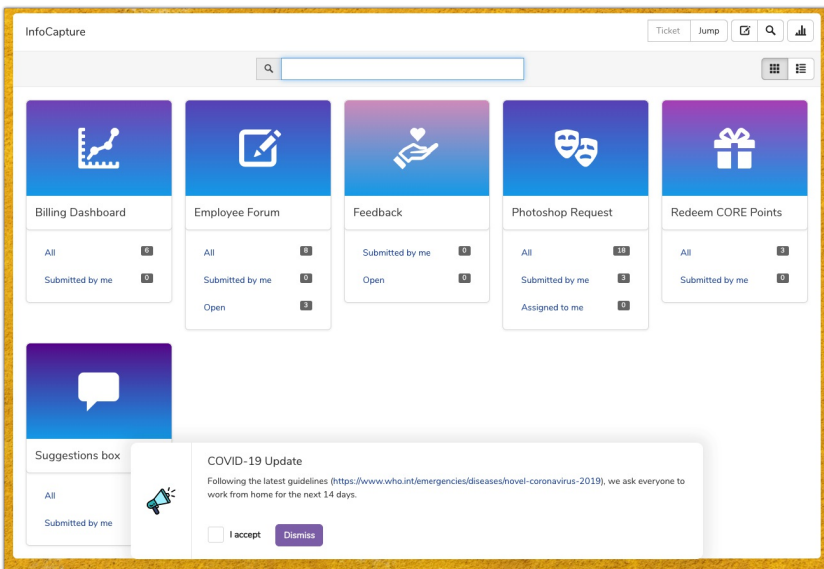 InfoCapture
Ticket Jump
Billing Dashboard
All 6
Submitted by me 0
Employee Forum
All 8
Submitted by me 0
Open 3
Feedback
Submitted by me 0
Open 0
Photoshop Request
All 18
Submitted by me 3
Assigned to me 0
Redeem CORE Points
All 3
Submitted by me 0
Suggestions box
All
Submitted by me
COVID-19 Update
Following the latest guidelines (https://www.who.int/emergencies/diseases/novel-coronavirus-2019), we ask everyone to
work from home for the next 14 days.
I accept Dismiss